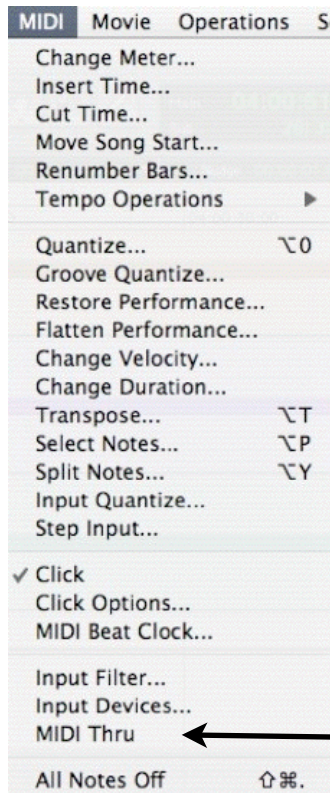 MIDI Movie Operations S
Change Meter...
Insert Time...
Cut Time...
Move Song Start...
Renumber Bars...
Tempo Operations ▶
Quantize... ⌥0
Groove Quantize...
Restore Performance...
Flatten Performance...
Change Velocity...
Change Duration...
Transpose... ⌥T
Select Notes... ⌥P
Split Notes... ⌥Y
Input Quantize...
Step Input...
✓ Click
Click Options...
MIDI Beat Clock...
Input Filter...
Input Devices...
MIDI Thru
All Notes Off ⇧⌘.